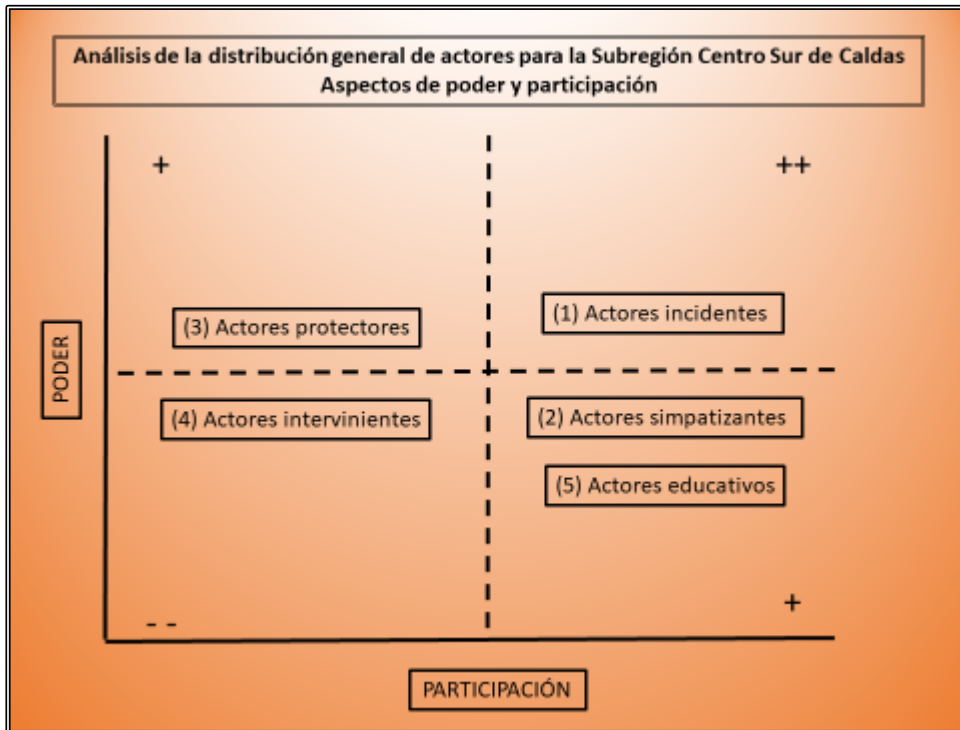 Análisis de la distribución general de actores para la Subregión Centro Sur de Caldas
Aspectos de poder y participación
+
++
(3) Actores protectores
(1) Actores incidentes
PODER
(4) Actores intervinientes
(2) Actores simpatizantes
(5) Actores educativos
- -
+
PARTICIPACIÓN